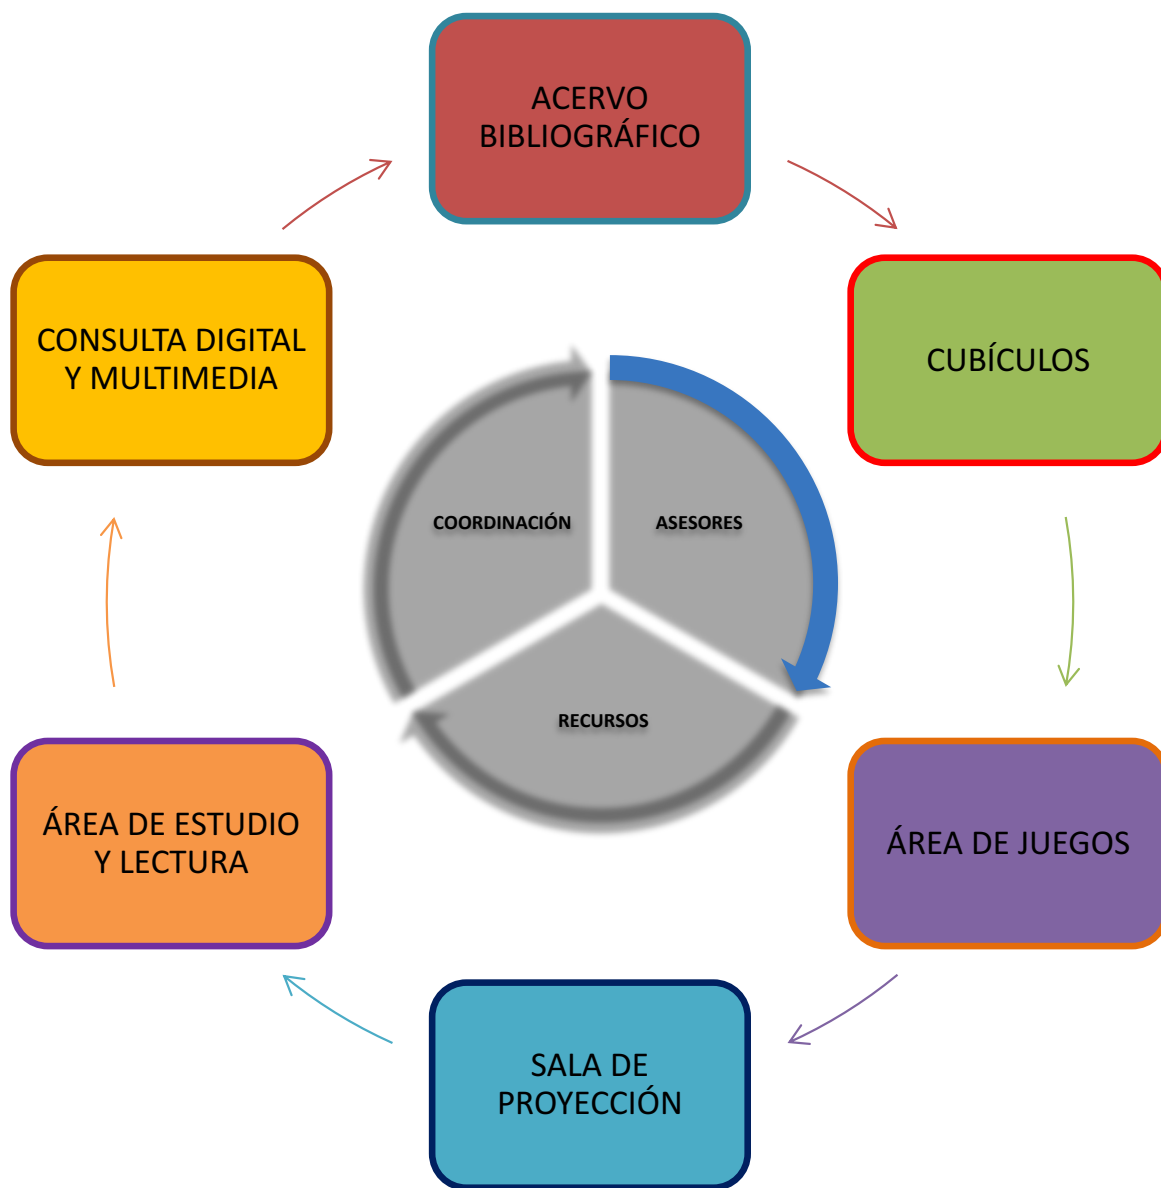 ACERVO
BIBLIOGRÁFICO
CONSULTA DIGITAL
Y MULTIMEDIA
CUBÍCULOS
COORDINACIÓN
ASESORES
RECURSOS
ÁREA DE ESTUDIO
Y LECTURA
ÁREA DE JUEGOS
SALA DE
PROYECCIÓN